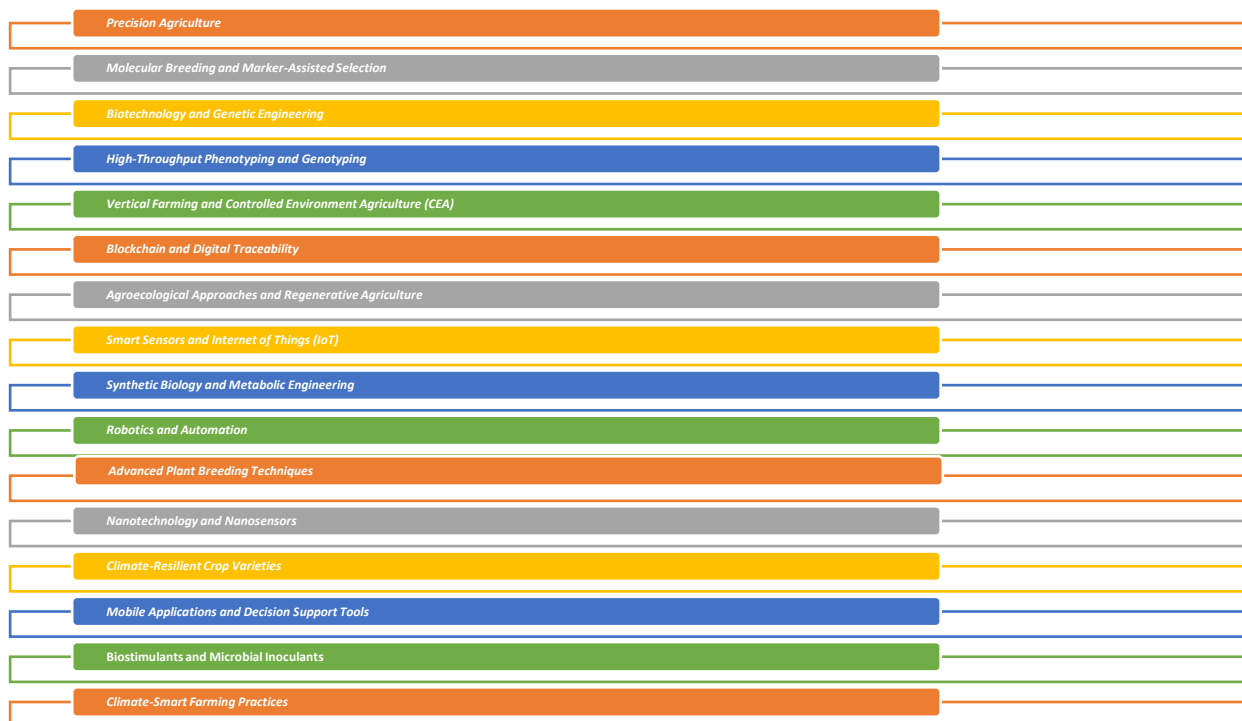 Precision Agriculture
Molecular Breeding and Marker-Assisted Selection
Biotechnology and Genetic Engineering
High-Throughput Phenotyping and Genotyping
Vertical Farming and Controlled Environment Agriculture (CEA)
Blockchain and Digital Traceability
Agroecological Approaches and Regenerative Agriculture
Smart Sensors and Internet of Things (IoT)
Synthetic Biology and Metabolic Engineering
Robotics and Automation
Advanced Plant Breeding Techniques
Nanotechnology and Nanosensors
Climate-Resilient Crop Varieties
Mobile Applications and Decision Support Tools
Biostimulants and Microbial Inoculants
Climate-Smart Farming Practices